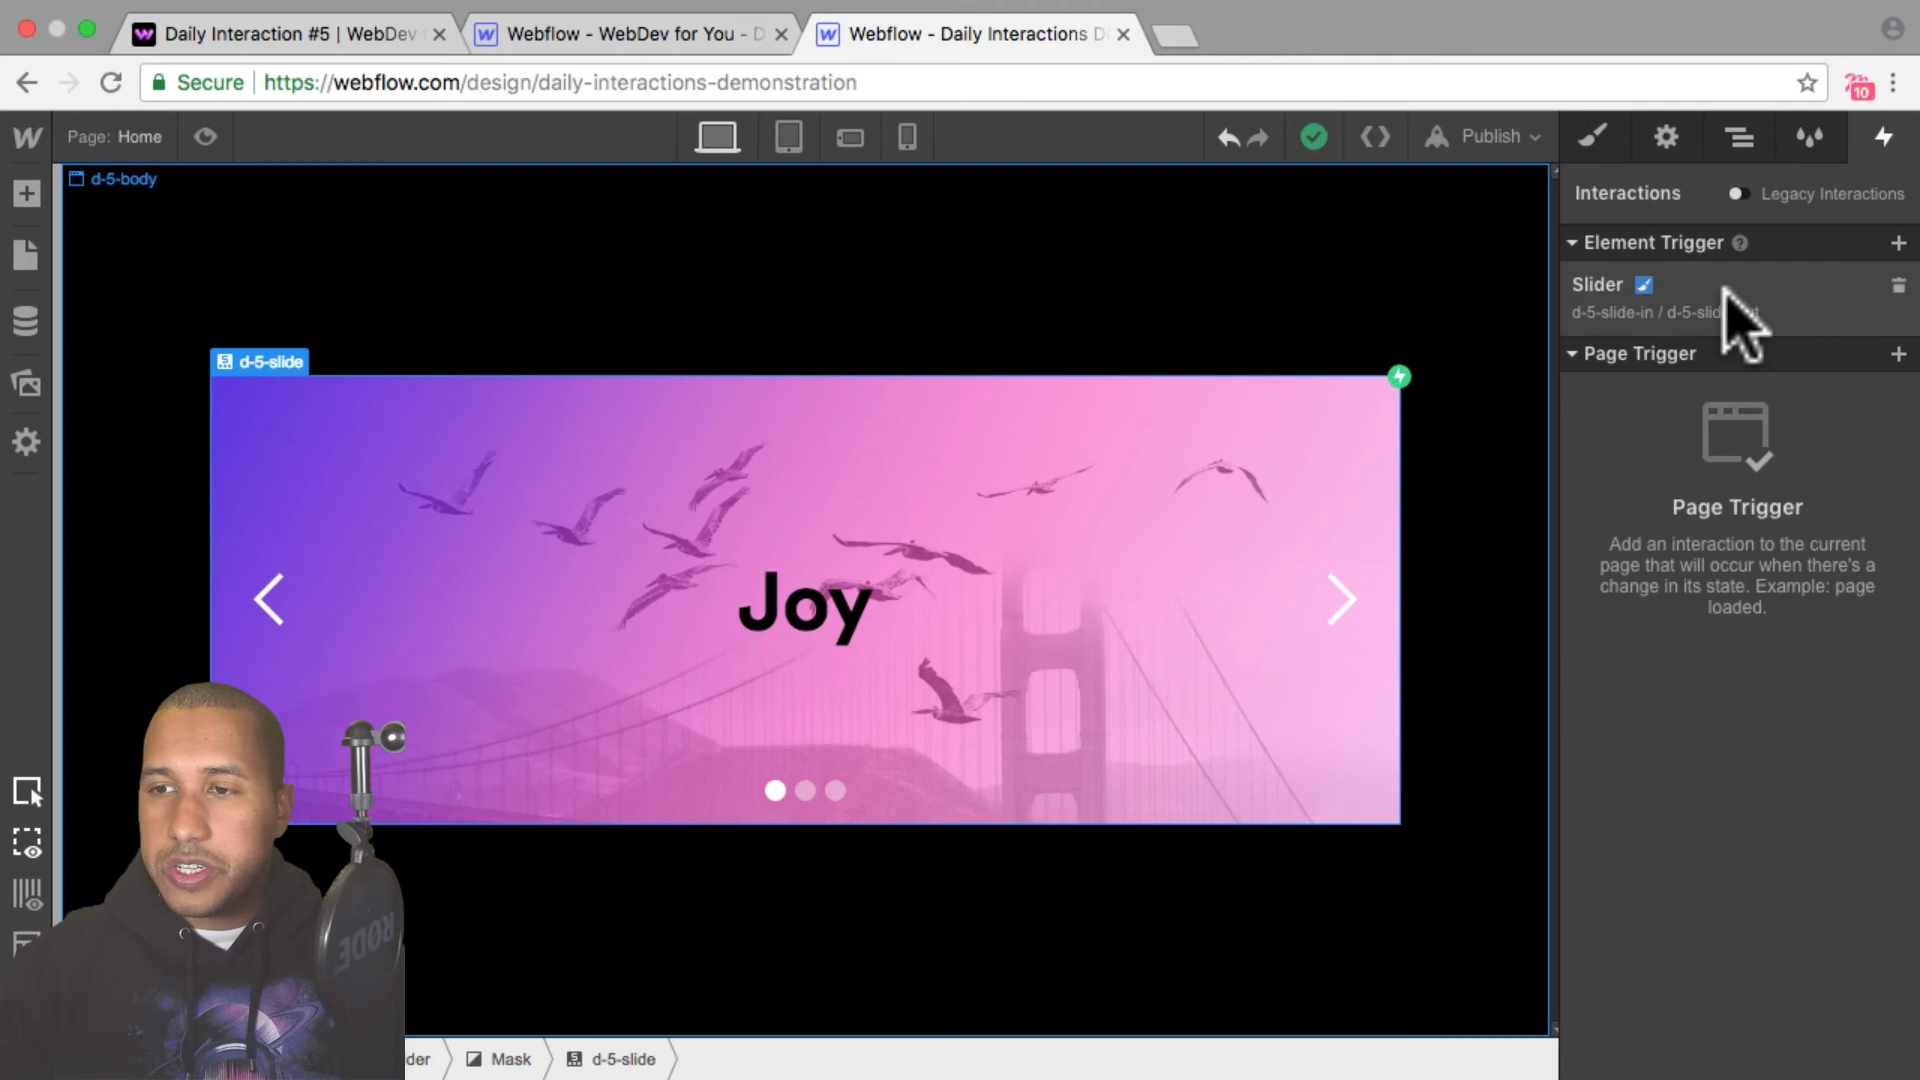 Daily Interaction #5 | WebDev
Webflow - WebDev for You - D
Webflow - Daily Interactions D
Secure
https://webflow.com/design/daily-interactions-demonstration
10
Page: Home
Publish
d-5-body
Interactions
Legacy Interactions
Element Trigger
Slider
d-5-slide-in / d-5-slid
Page Trigger
d-5-slide
Joy
Page Trigger
Add an interaction to the current
page that will occur when there's a
change in its state. Example: page
loaded.
RØDE
der
Mask
d-5-slide